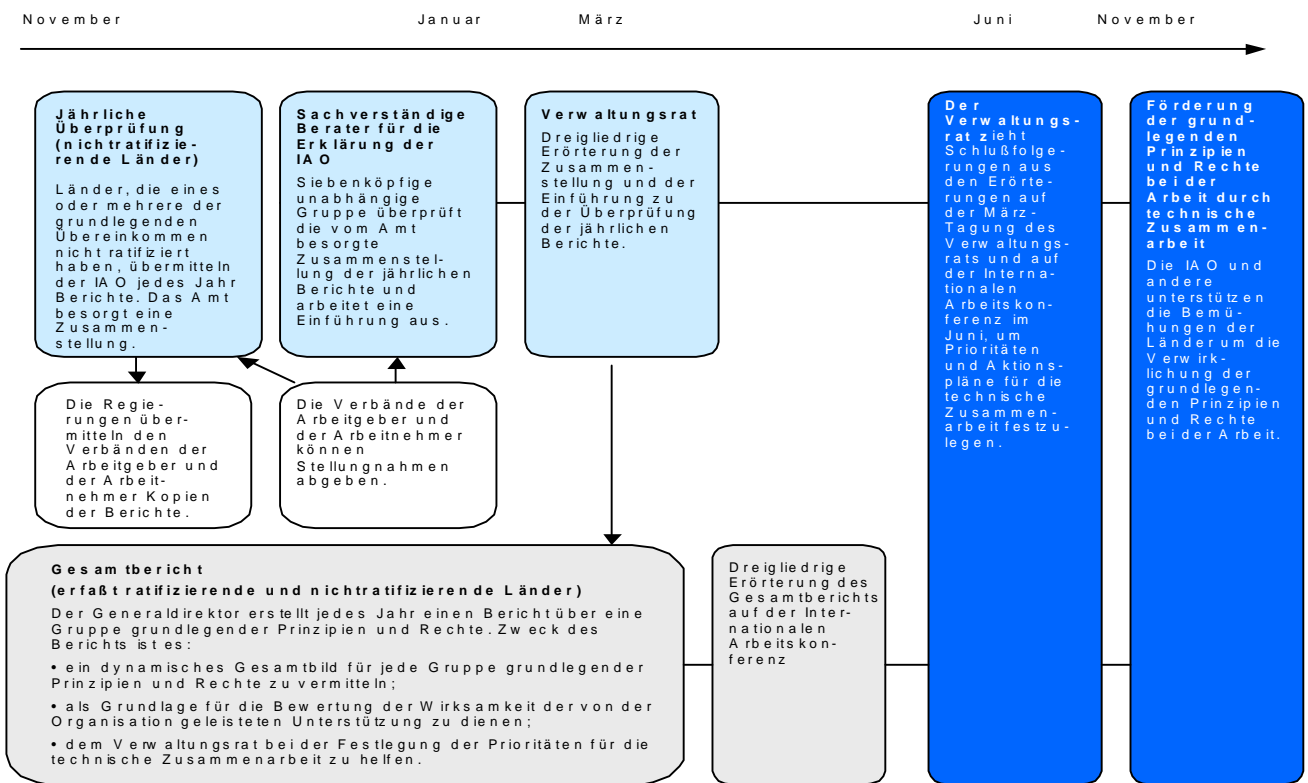 November Januar März Juni November
Jährliche
Überprüfung
(nichtratifizie-
rende Länder)
Länder, die eines
oder mehrere der
grundlegenden
Übereinkommen
nicht ratifiziert
haben, übermitteln
der IAO jedes Jahr
Berichte. Das Amt
besorgt eine
Zusammen-
stellung.
Sachverständige
Berater für die
Erklärung der
IAO
Siebenköpfige
unabhängige
Gruppe überprüft
die vom Amt
besorgte
Zusammenstel-
lung der jährlichen
Berichte und
arbeitet eine
Einführung aus.
Verwaltungsrat
Dreigliedrige
Erörterung der
Zusammen-
stellung und der
Einführung zu
der Überprüfung
der jährlichen
Berichte.
Der
Verwaltungs-
rat zieht
Schlußfolge-
rungen aus
den Erörte-
rungen auf
der März-
Tagung des
Verwaltungs-
rats und auf
der Interna-
tionalen
Arbeitskon-
ferenz im
Juni, um
Prioritäten
und Aktions-
pläne für die
technische
Zusammen-
arbeit festzu-
legen.
Förderung
der grund-
legenden
Prinzipien
und Rechte
bei der
Arbeit durch
technische
Zusammen-
arbeit
Die IAO und
andere
unterstützen
die Bemü-
hungen der
Länder um die
Verwirk-
lichung der
grundlegen-
den Prinzipien
und Rechte
bei der Arbeit.
Die Regie-
rungen über-
mitteln den
Verbänden der
Arbeitgeber und
der Arbeit-
nehmer Kopien
der Berichte.
Die Verbände der
Arbeitgeber und
der Arbeitnehmer
können
Stellungnahmen
abgeben.
Gesamtbericht
(erfaßt ratifizierende und nichtratifizierende Länder)
Der Generaldirektor erstellt jedes Jahr einen Bericht über eine
Gruppe grundlegender Prinzipien und Rechte. Zweck des
Berichts ist es:
• ein dynamisches Gesamtbild für jede Gruppe grundlegender
Prinzipien und Rechte zu vermitteln;
• als Grundlage für die Bewertung der Wirksamkeit der von der
Organisation geleisteten Unterstützung zu dienen;
• dem Verwaltungsrat bei der Festlegung der Prioritäten für die
technische Zusammenarbeit zu helfen.
Dreigliedrige
Erörterung des
Gesamtberichts
auf der Inter-
nationalen
Arbeitskon-
ferenz